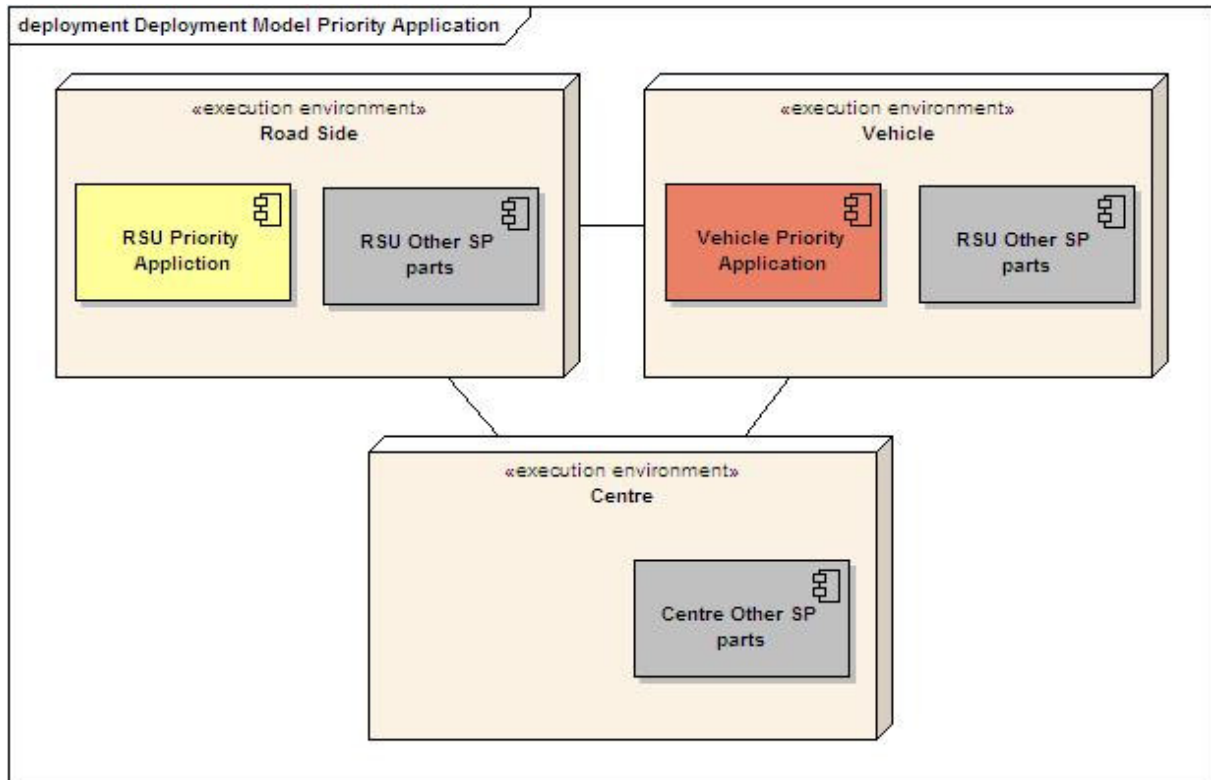 deployment Deployment Model Priority Application
«execution environment»
Road Side
RSU Priority
Appliction
RSU Other SP
parts
«execution environment»
Vehicle
Vehicle Priority
Application
RSU Other SP
parts
«execution environment»
Centre
Centre Other SP
parts